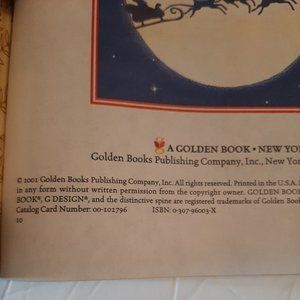 A GOLDEN BOOK • NEW YO
Golden Books Publishing Company, Inc., New York
© 2001 Golden Books Publishing Company, Inc. All rights reserved. Printed in the U.S.A.
in any form without written permission from the copyright owner. GOLDEN BOO
BOOK®, G DESIGN®, and the distinctive spine are registered trademarks of Golden Book
Catalog Card Number: 00-102796 ISBN: 0-307-96003-X
10